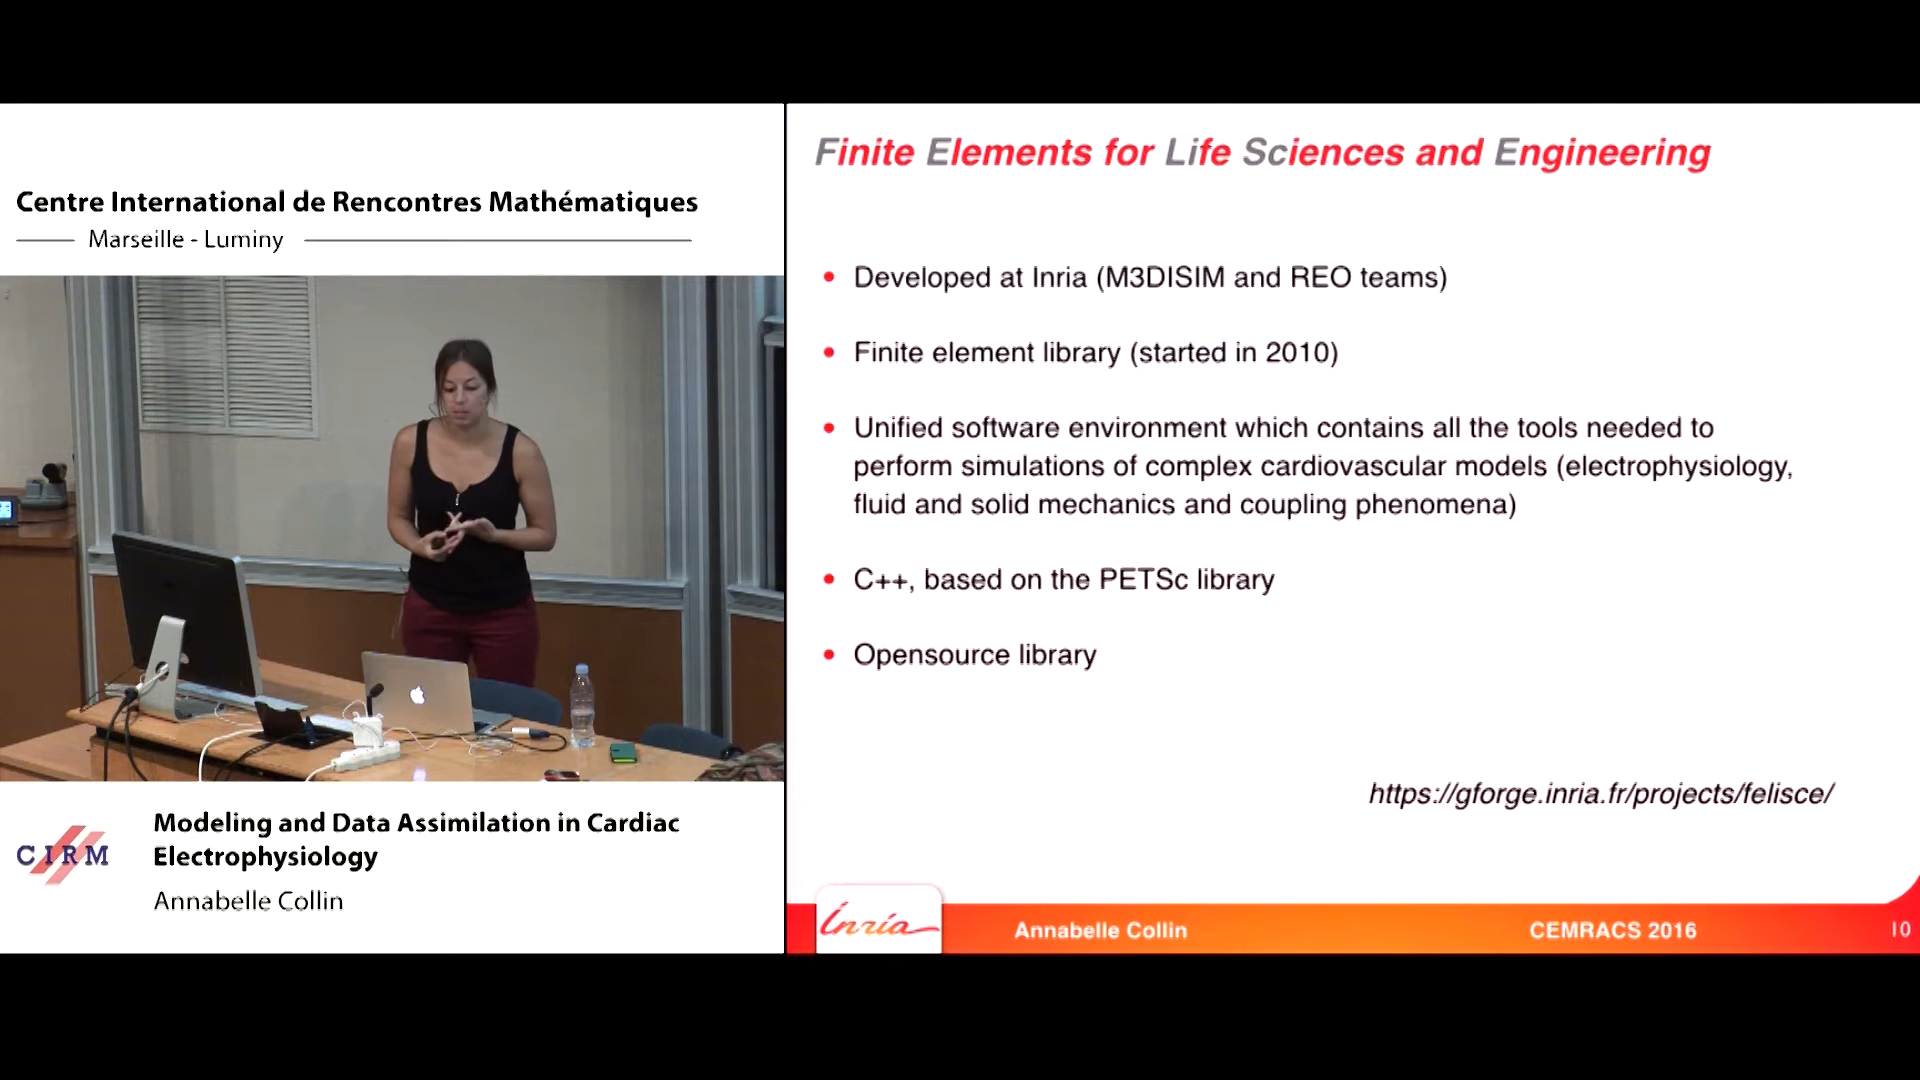 Centre International de Rencontres Mathématiques
Marseille - Luminy
CIRM
Modeling and Data Assimilation in Cardiac
Electrophysiology
Annabelle Collin
Finite Elements for Life Sciences and Engineering
• Developed at Inria (M3DISIM and REO teams)
• Finite element library (started in 2010)
• Unified software environment which contains all the tools needed to
perform simulations of complex cardiovascular models (electrophysiology,
fluid and solid mechanics and coupling phenomena)
• C++, based on the PETSc library
• Opensource library
https://gforge.inria.fr/projects/felisce/
Inria
Annabelle Collin
CEMRACS 2016
10